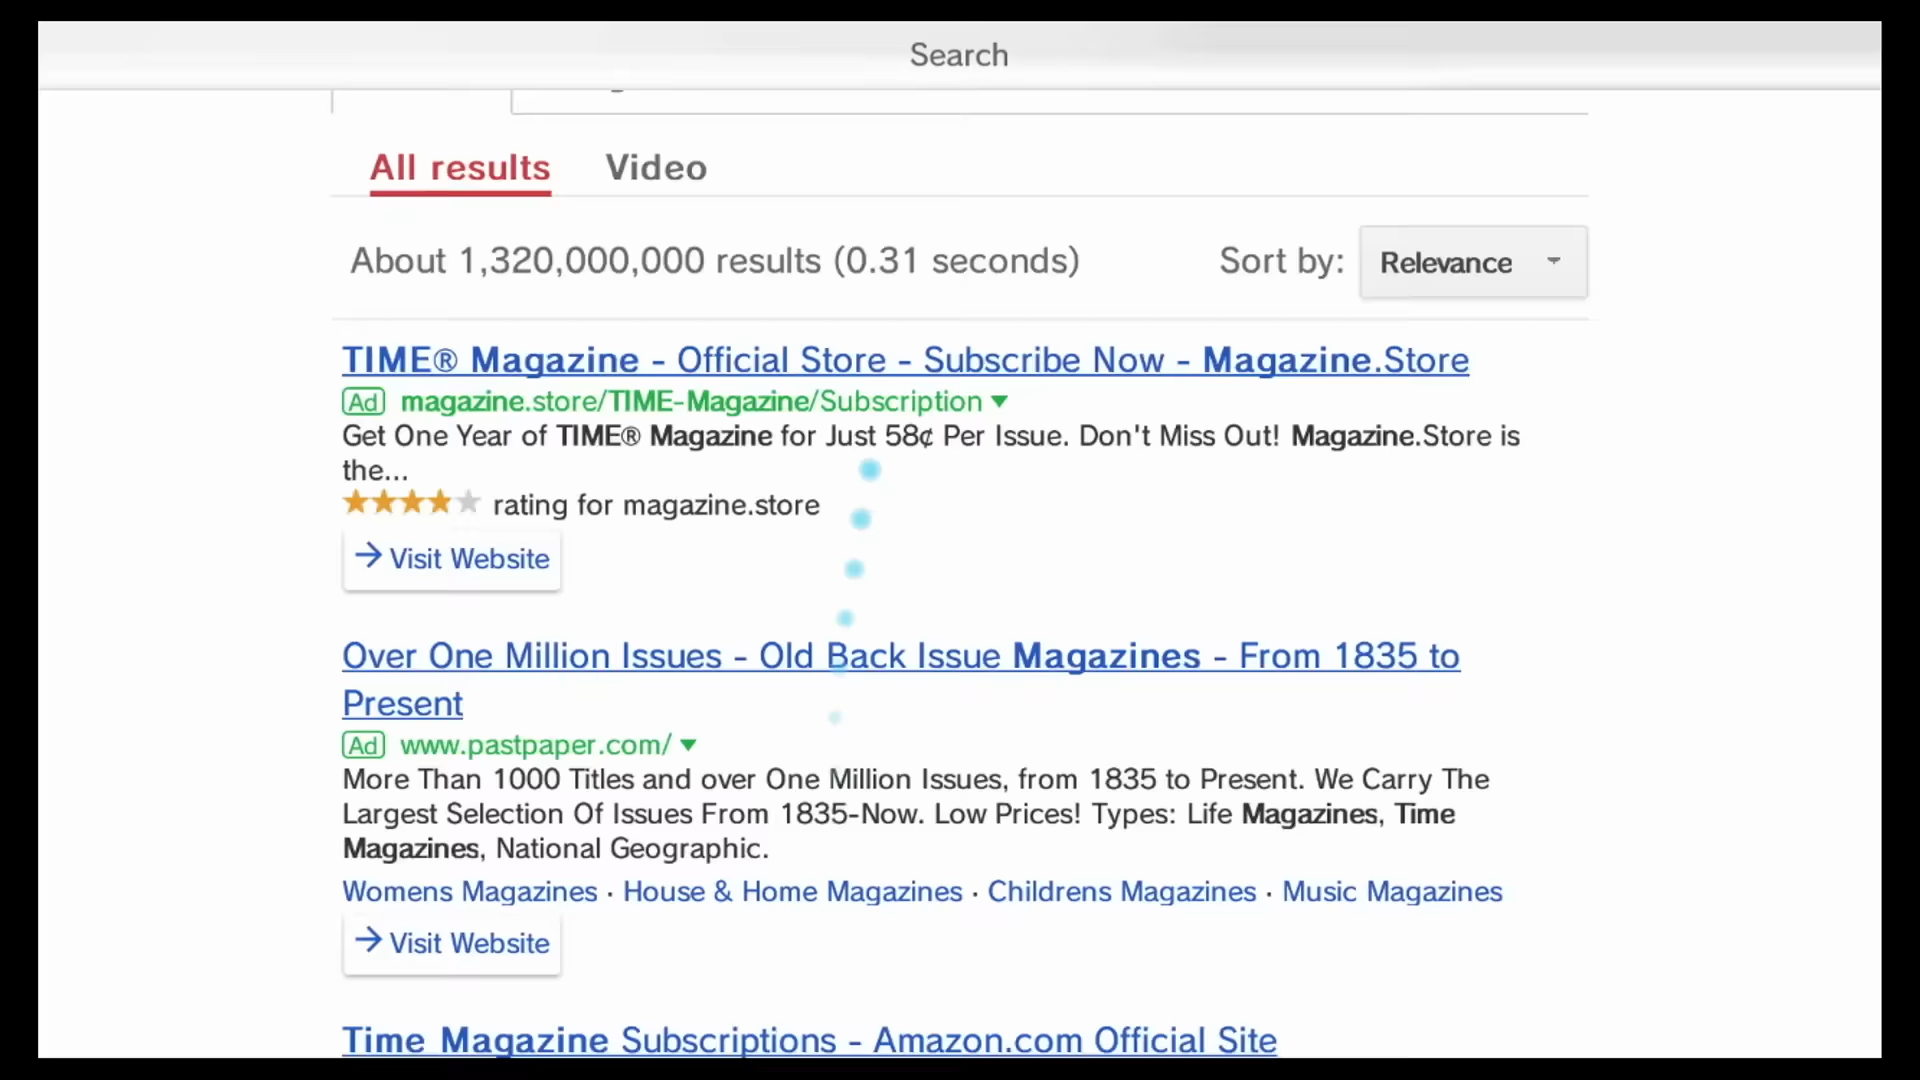 Search
All results Video
About 1,320,000,000 results (0.31 seconds) Sort by: Relevance
TIME® Magazine - Official Store - Subscribe Now - Magazine.Store
Ad magazine.store/TIME-Magazine/Subscription
Get One Year of TIME® Magazine for Just 58¢ Per Issue. Don't Miss Out! Magazine.Store is
the...
rating for magazine.store
Visit Website
Over One Million Issues - Old Back Issue Magazines - From 1835 to
Present
Ad www.pastpaper.com/
More Than 1000 Titles and over One Million Issues, from 1835 to Present. We Carry The
Largest Selection Of Issues From 1835-Now. Low Prices! Types: Life Magazines, Time
Magazines, National Geographic.
Womens Magazines · House & Home Magazines · Childrens Magazines · Music Magazines
Visit Website
Time Magazine Subscriptions - Amazon.com Official Site